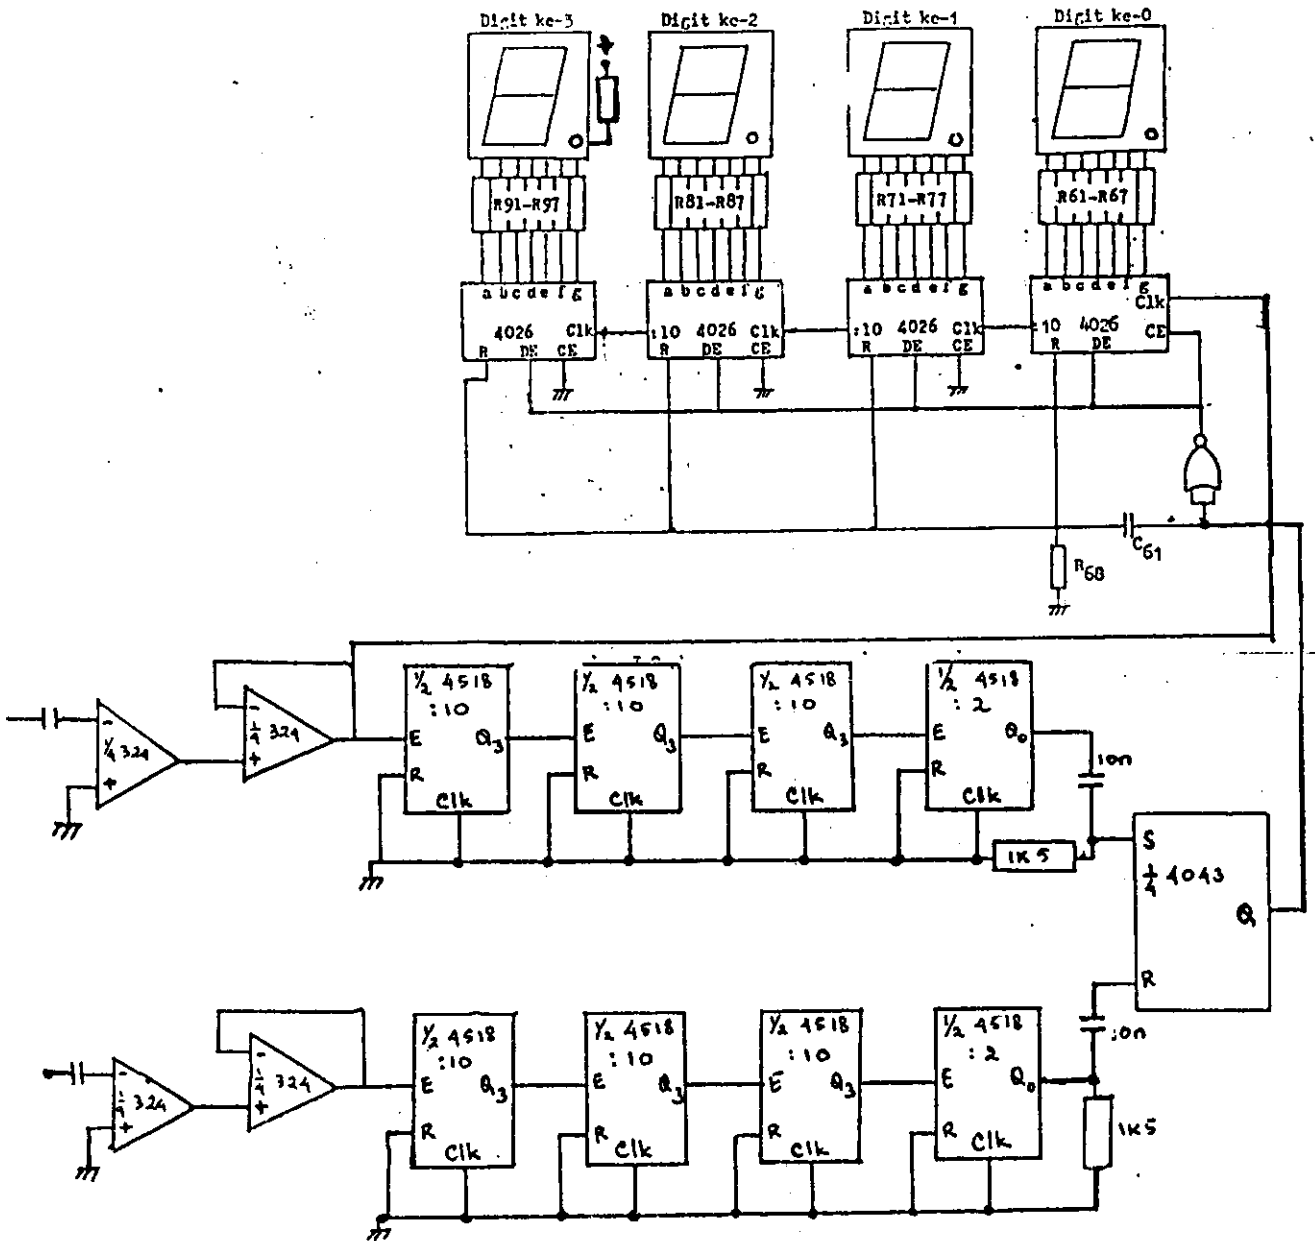 Digit ke-3 Digit ke-2 Digit ke-1 Digit ke-0
+
R91-R97 R81-R87 R71-R77 R61-R67
a b c d e f g a b c d e f g a b c d e f g a b c d e f g
Clk
4026 Clk :10 4026 Clk :10 4026 Clk :10 4026 CE
R DE CE R DE CE R DE CE R DE
C61
R68
1/2 4518 1/2 4518 1/2 4518 1/2 4518
:10 :10 :10 :2
- 1/4 324 +
- 1/4 324 +
E Q3 E Q3 E Q3 E Q0
R R R R
Clk Clk Clk Clk
10n
1K5
S
1/4 4043
Q
R
10n
1/2 4518 1/2 4518 1/2 4518 1/2 4518
:10 :10 :10 :2
- 1/4 324 +
- 1/4 324 +
E Q3 E Q3 E Q3 E Q0
R R R R
Clk Clk Clk Clk
1K5